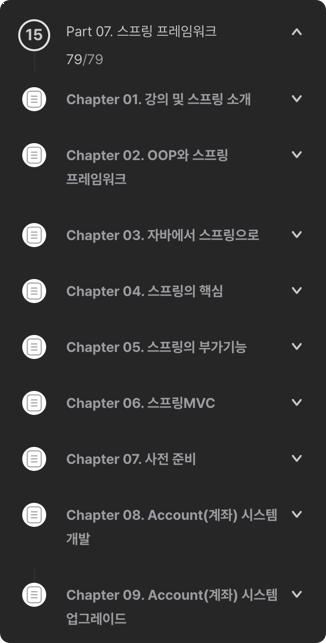 15
Part 07. 스프링 프레임워크
79/79
Chapter 01. 강의 및 스프링 소개
Chapter 02. OOP와 스프링
프레임워크
Chapter 03. 자바에서 스프링으로
Chapter 04. 스프링의 핵심
Chapter 05. 스프링의 부가기능
Chapter 06. 스프링MVC
Chapter 07. 사전 준비
Chapter 08. Account(계좌) 시스템
개발
Chapter 09. Account(계좌) 시스템
업그레이드